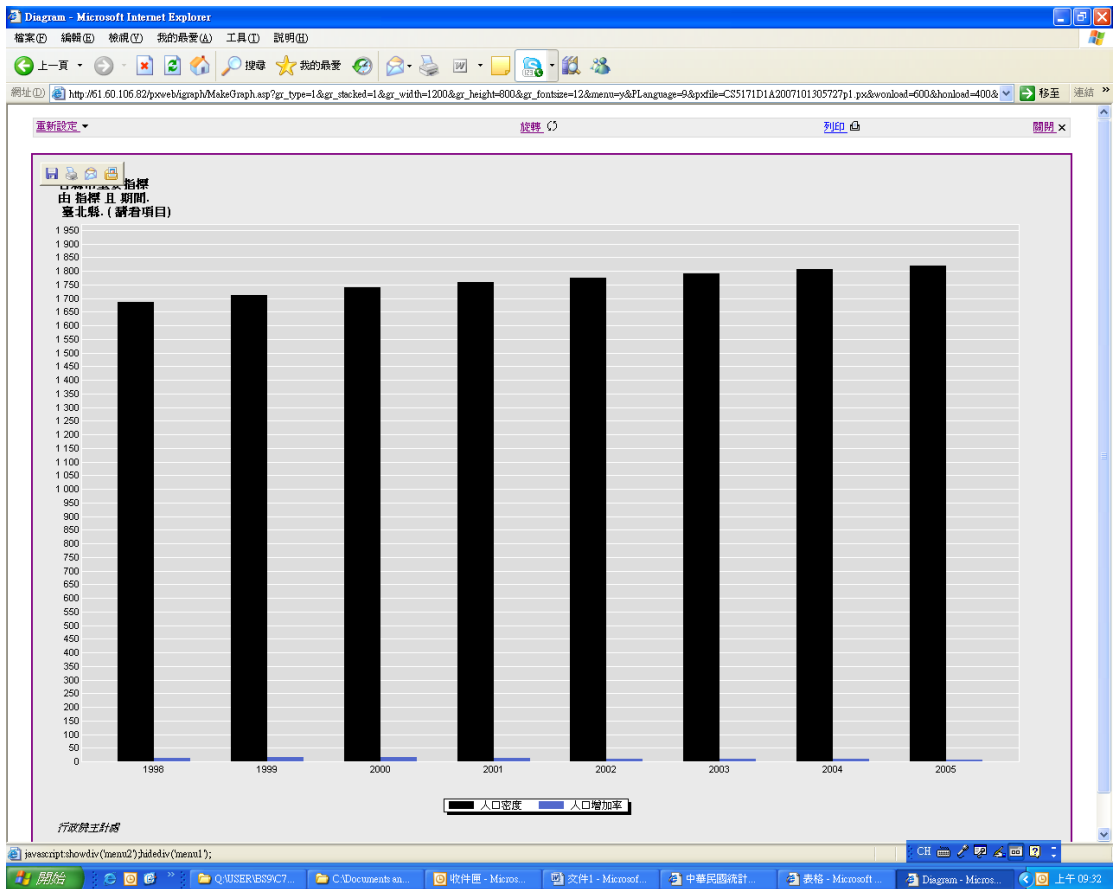 Diagram - Microsoft Internet Explorer
檔案(F) 編輯(E) 檢視(V) 我的最愛(A) 工具(T) 說明(H)
上一頁 搜尋 我的最愛
網址(D) http://61.60.106.82/pxweb/igraph/MakeGraph.asp?gr_type=1&gr_stacked=1&gr_width=1200&gr_height=800&gr_fontsize=12&menu=y&PLanguage=9&pxfile=CS5171D1A2007101305727p1.px&wonload=600&honload=400& 移至 連結 »
重新設定 旋轉 列印 關閉 ×
指標
由 指標 且 期間.
臺北縣. ( 請看項目)
1 950
1 900
1 850
1 800
1 750
1 700
1 650
1 600
1 550
1 500
1 450
1 400
1 350
1 300
1 250
1 200
1 150
1 100
1 050
1 000
950
900
850
800
750
700
650
600
550
500
450
400
350
300
250
200
150
100
50
0
1998 1999 2000 2001 2002 2003 2004 2005
人口密度 人口增加率
行政院主計處
javascript:showdiv('menu2');hidediv('menu1');
CH
開始 » Q:\USER\BS9\C7... C:\Documents an... 收件匣 - Micros... 文件1 - Microsof... 中華民國統計... 表格 - Microsoft ... Diagram - Micros... 上午 09:32